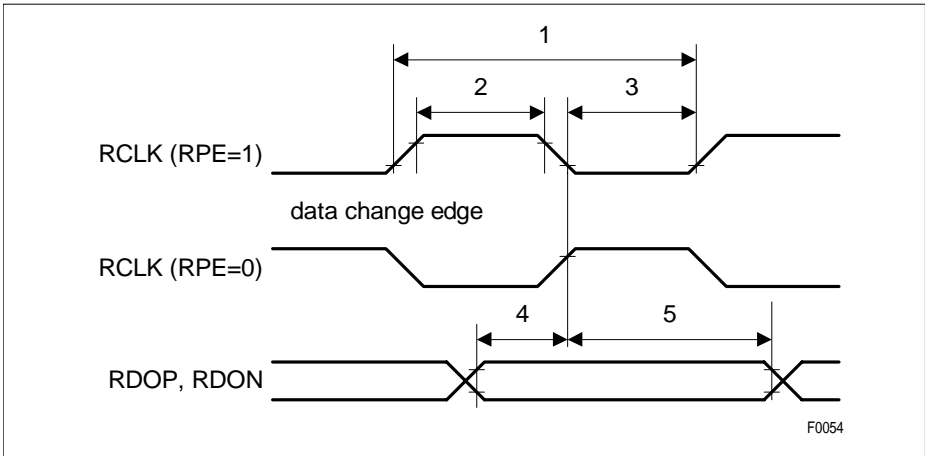 1
2
3
RCLK (RPE=1)
data change edge
RCLK (RPE=0)
4
5
RDOP, RDON
F0054